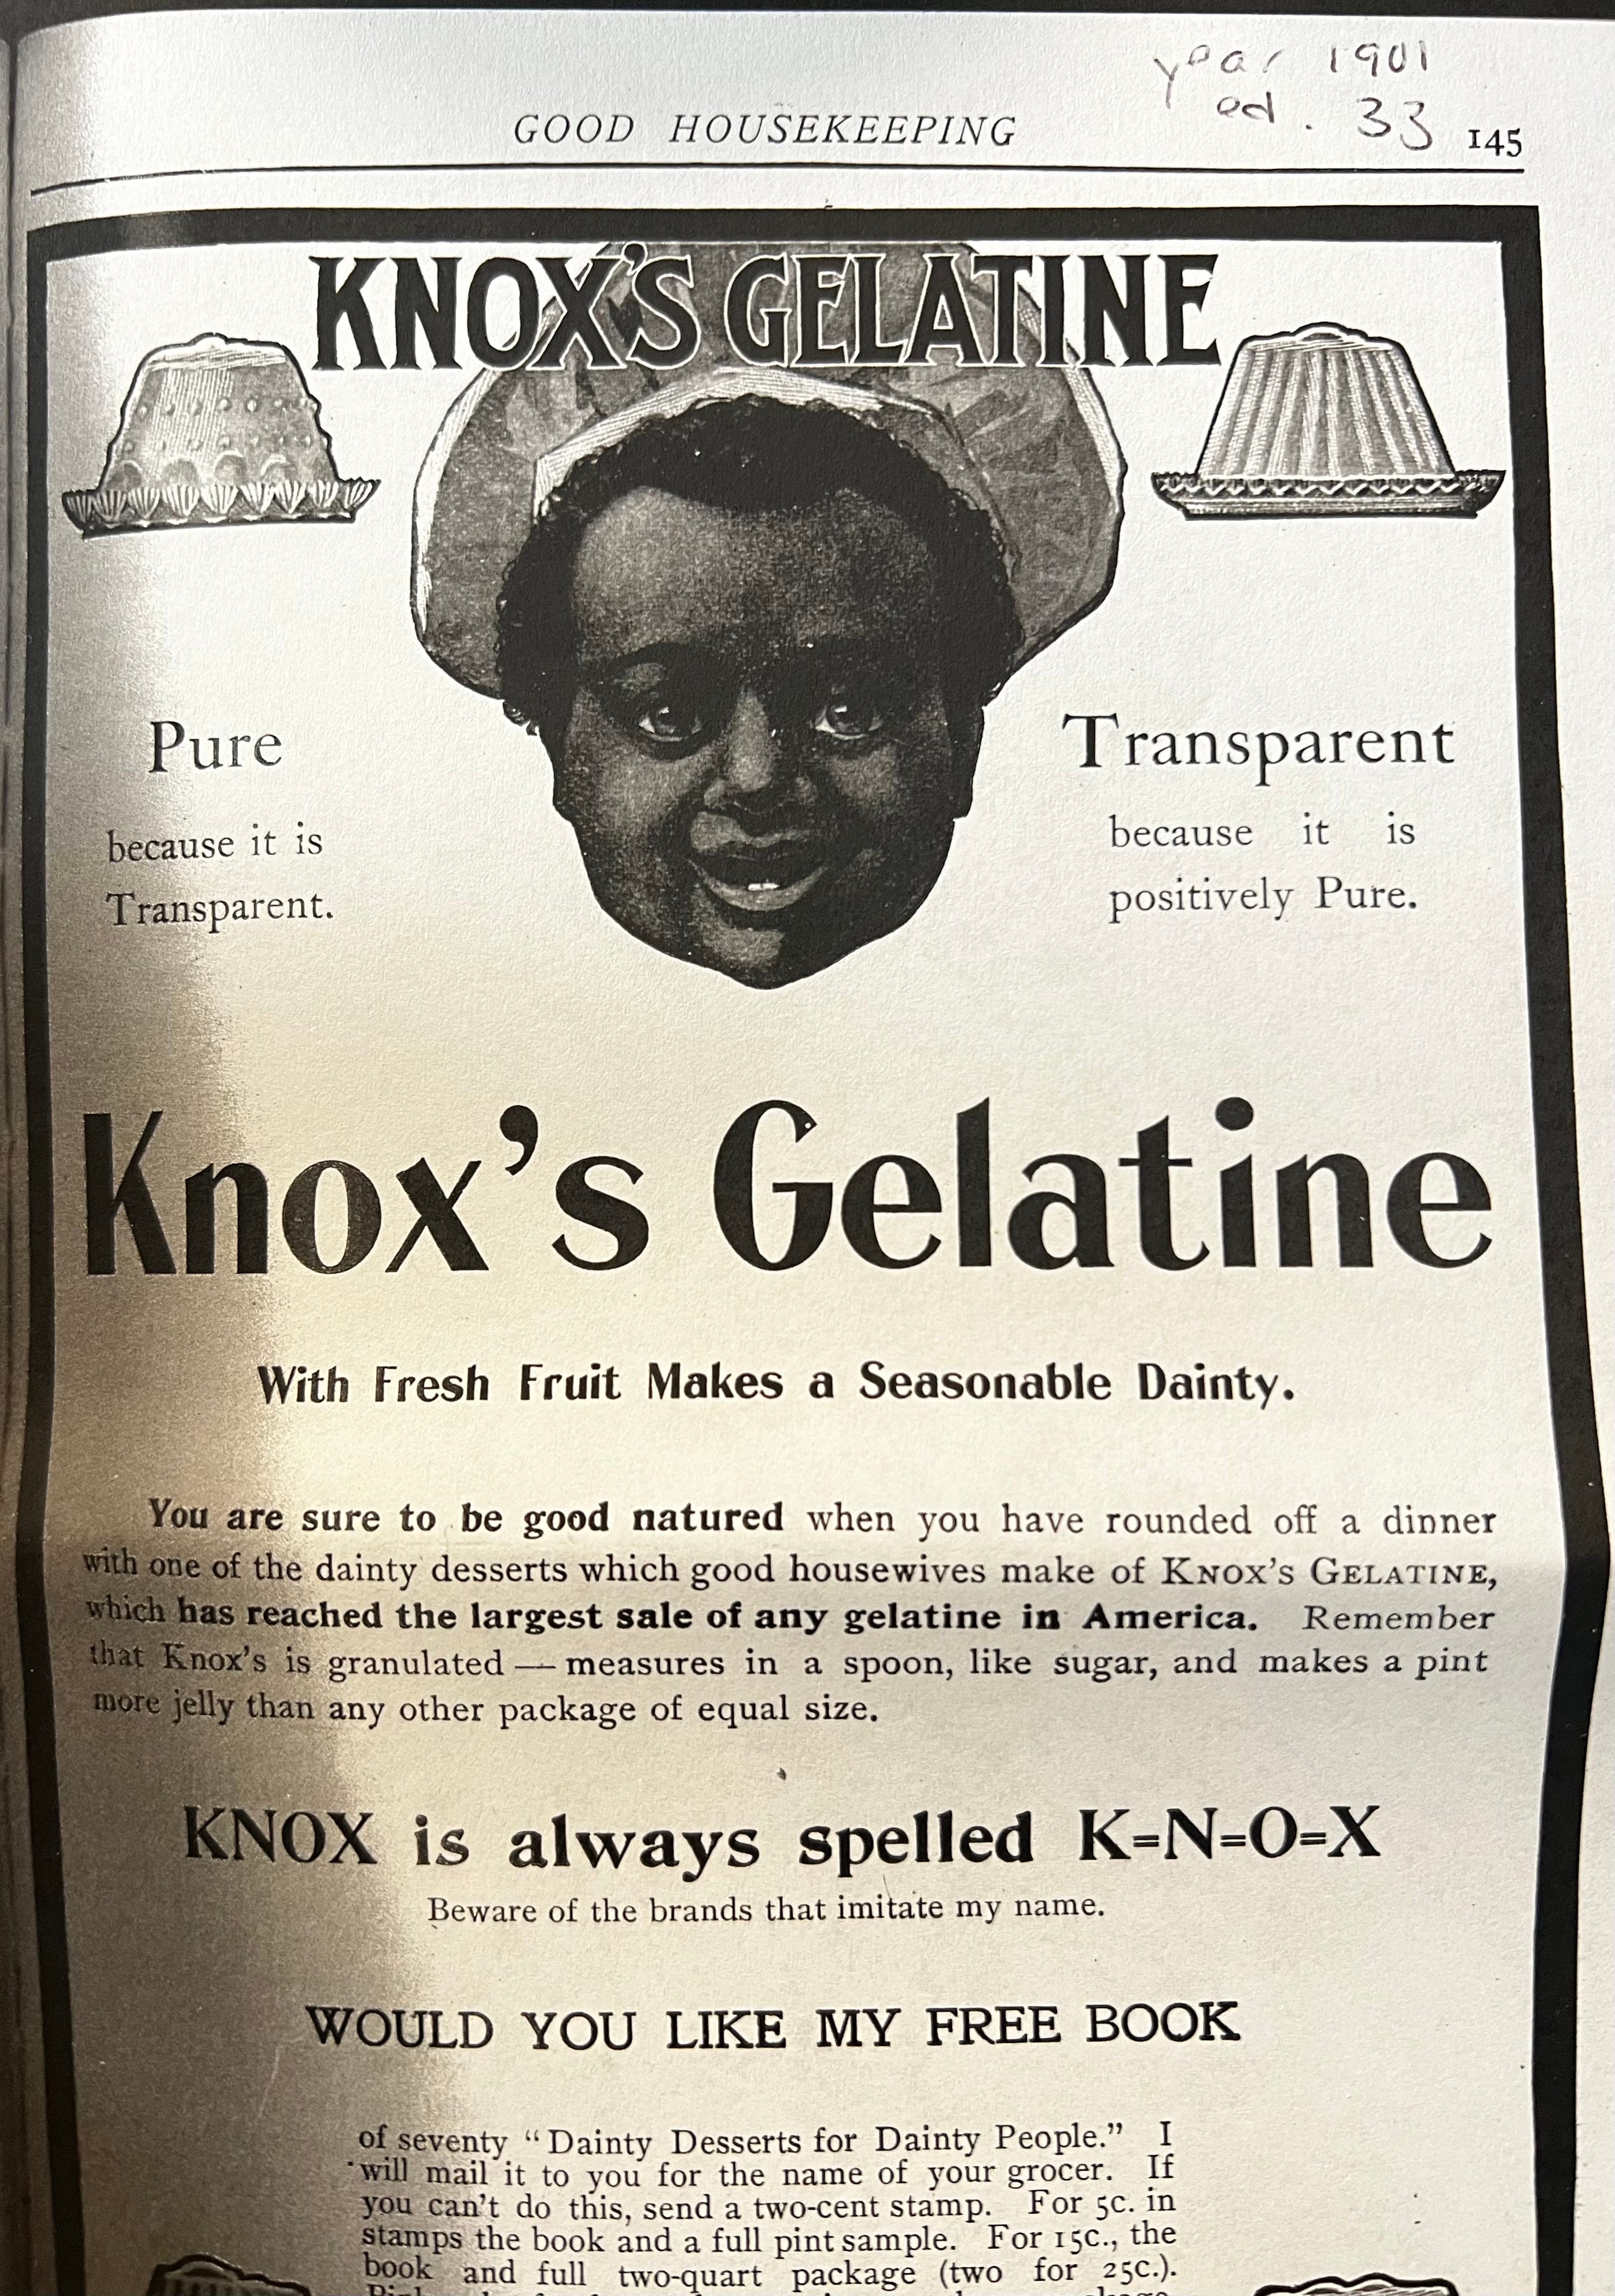 year 1901
ed. 33
GOOD HOUSEKEEPING 145
KNOX'S GELATINE
Pure
because it is
Transparent.
Transparent
because it is
positively Pure.
Knox's Gelatine
With Fresh Fruit Makes a Seasonable Dainty.
You are sure to be good natured when you have rounded off a dinner
with one of the dainty desserts which good housewives make of KNOX'S GELATINE,
which has reached the largest sale of any gelatine in America. Remember
that Knox's is granulated — measures in a spoon, like sugar, and makes a pint
more jelly than any other package of equal size.
KNOX is always spelled K=N=O=X
Beware of the brands that imitate my name.
WOULD YOU LIKE MY FREE BOOK
of seventy "Dainty Desserts for Dainty People." I
will mail it to you for the name of your grocer. If
you can't do this, send a two-cent stamp. For 5c. in
stamps the book and a full pint sample. For 15c., the
book and full two-quart package (two for 25c.).